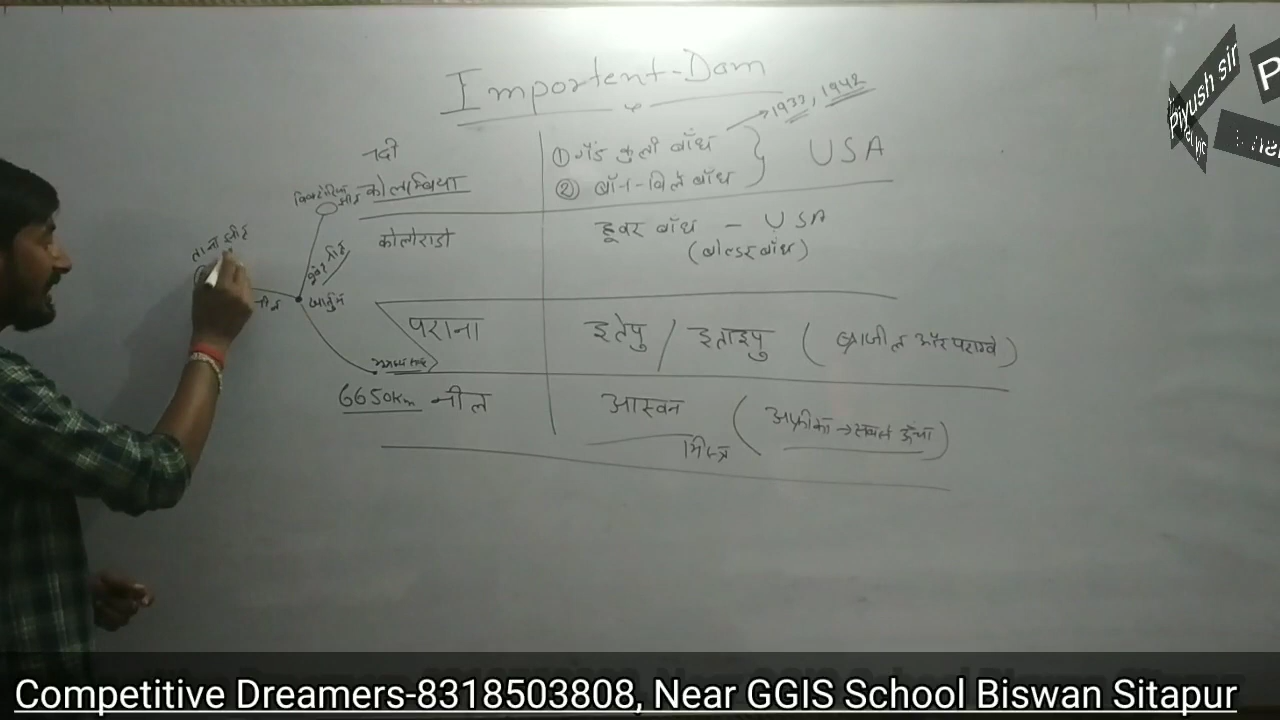 Importent-Dam
→1933, 1942
नदी
① ग्रैंड कुली बाँध
USA
② बॉन-विले बाँध
कोलम्बिया
विक्टोरिया झील
कोलोराडो
हूवर बाँध - USA
(बोल्डर बाँध)
ताना झील
खार्तुम
पराना
इतेपु / इताइपु (ब्राजील और पराग्वे)
6650km नील
आस्वन (अफ्रीका → सबसे ऊँचा)
मिस्त्र
Piyush sir
Competitive Dreamers-8318503808, Near GGIS School Biswan Sitapur